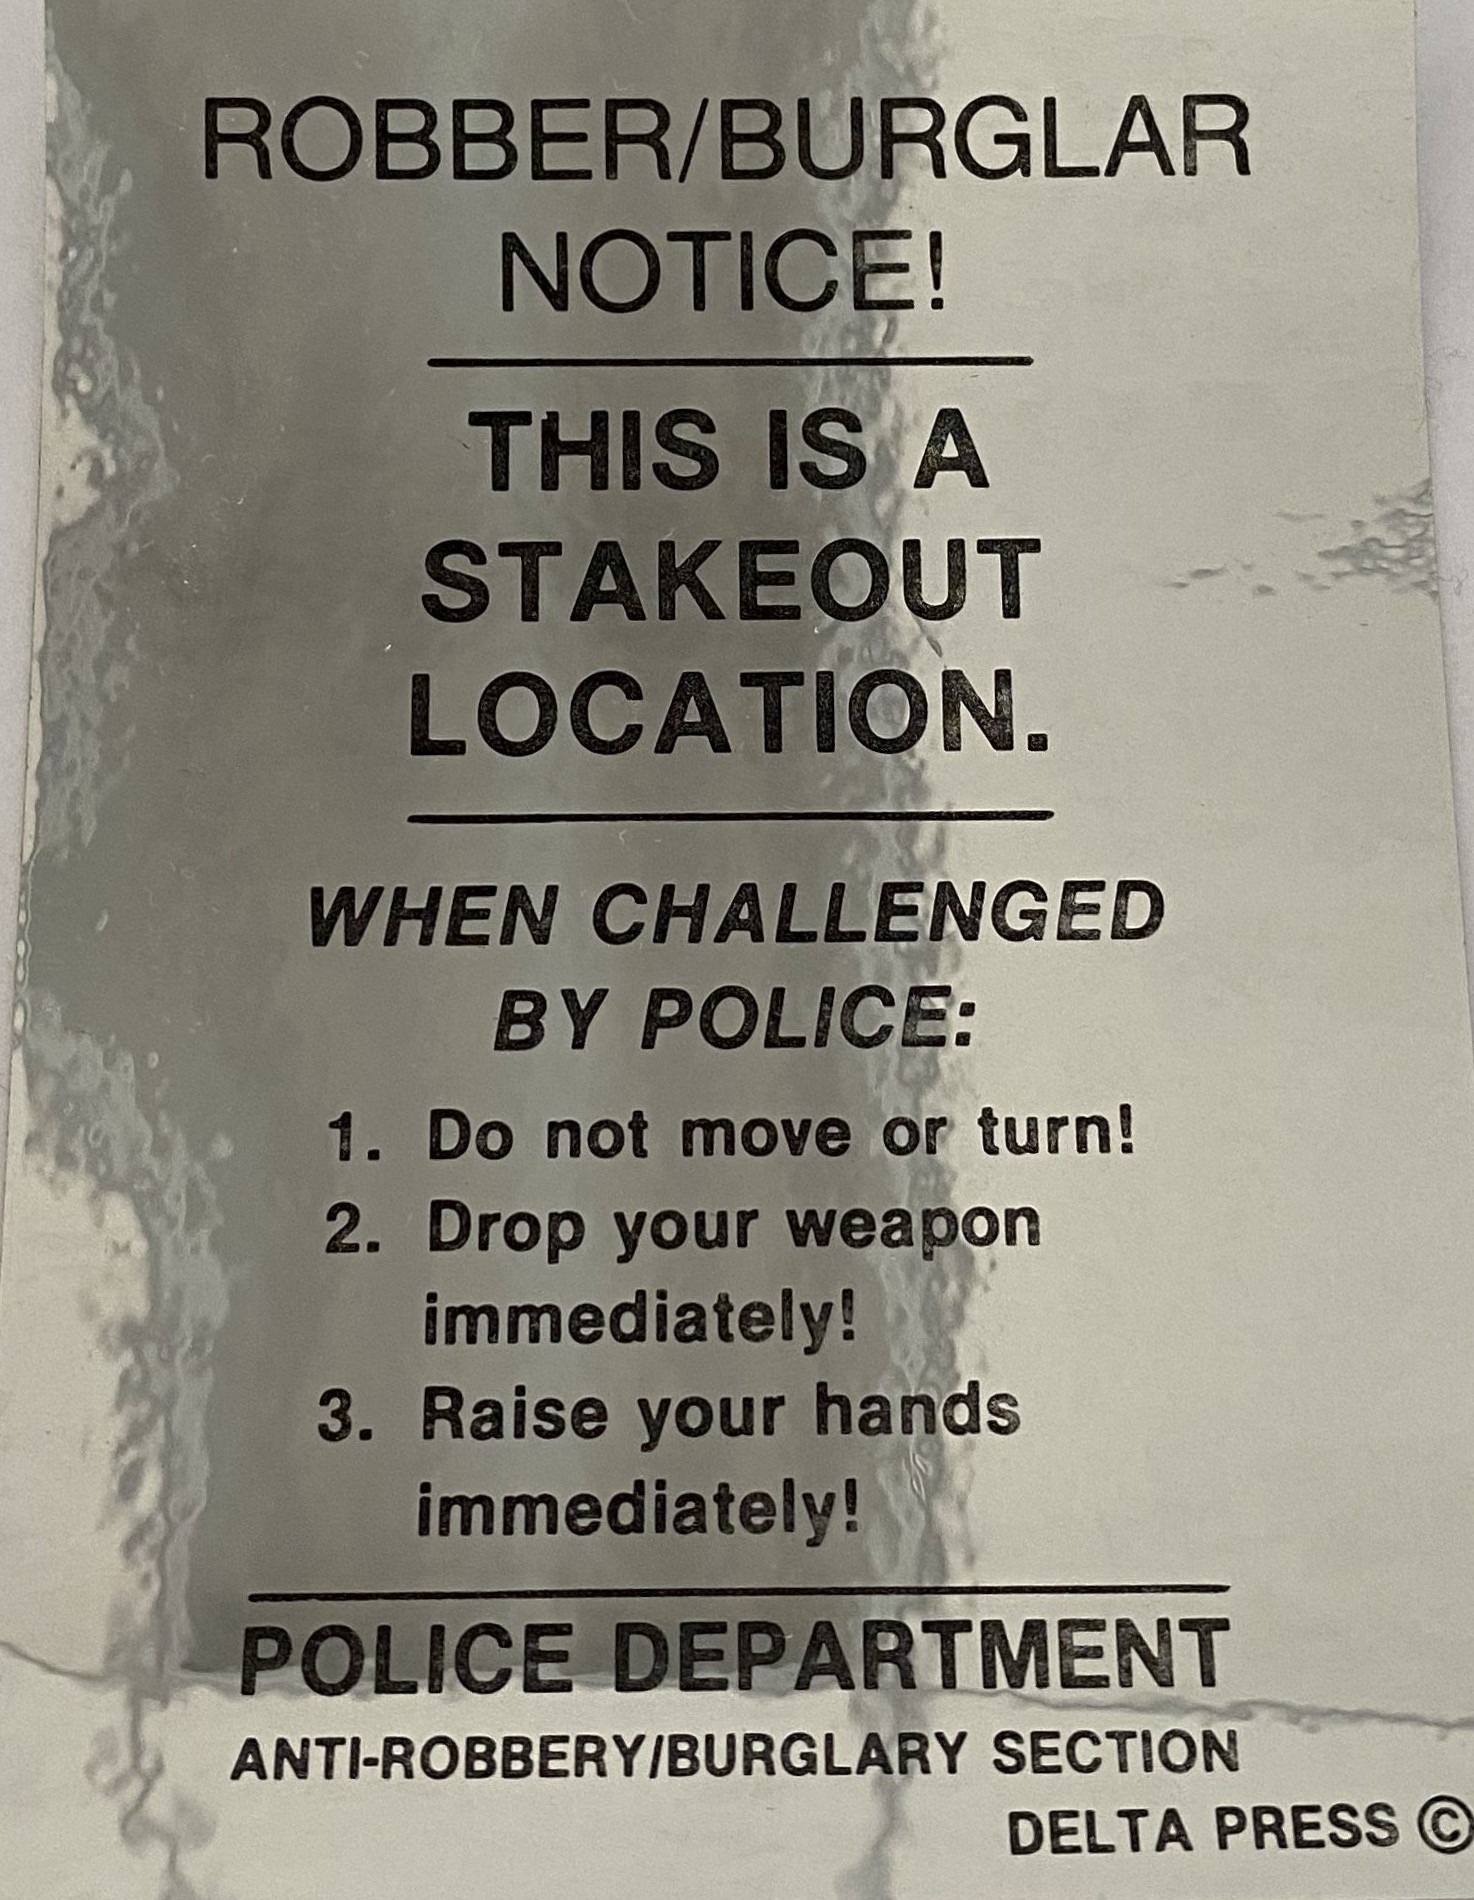 ROBBER/BURGLAR
NOTICE!
THIS IS A
STAKEOUT
LOCATION.
WHEN CHALLENGED
BY POLICE:
1. Do not move or turn!
2. Drop your weapon
immediately!
3. Raise your hands
immediately!
POLICE DEPARTMENT
ANTI-ROBBERY/BURGLARY SECTION
DELTA PRESS ©